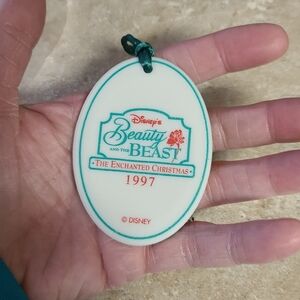 Disney's
Beauty
AND THE BEAST
THE ENCHANTED CHRISTMAS
1997
© DISNEY